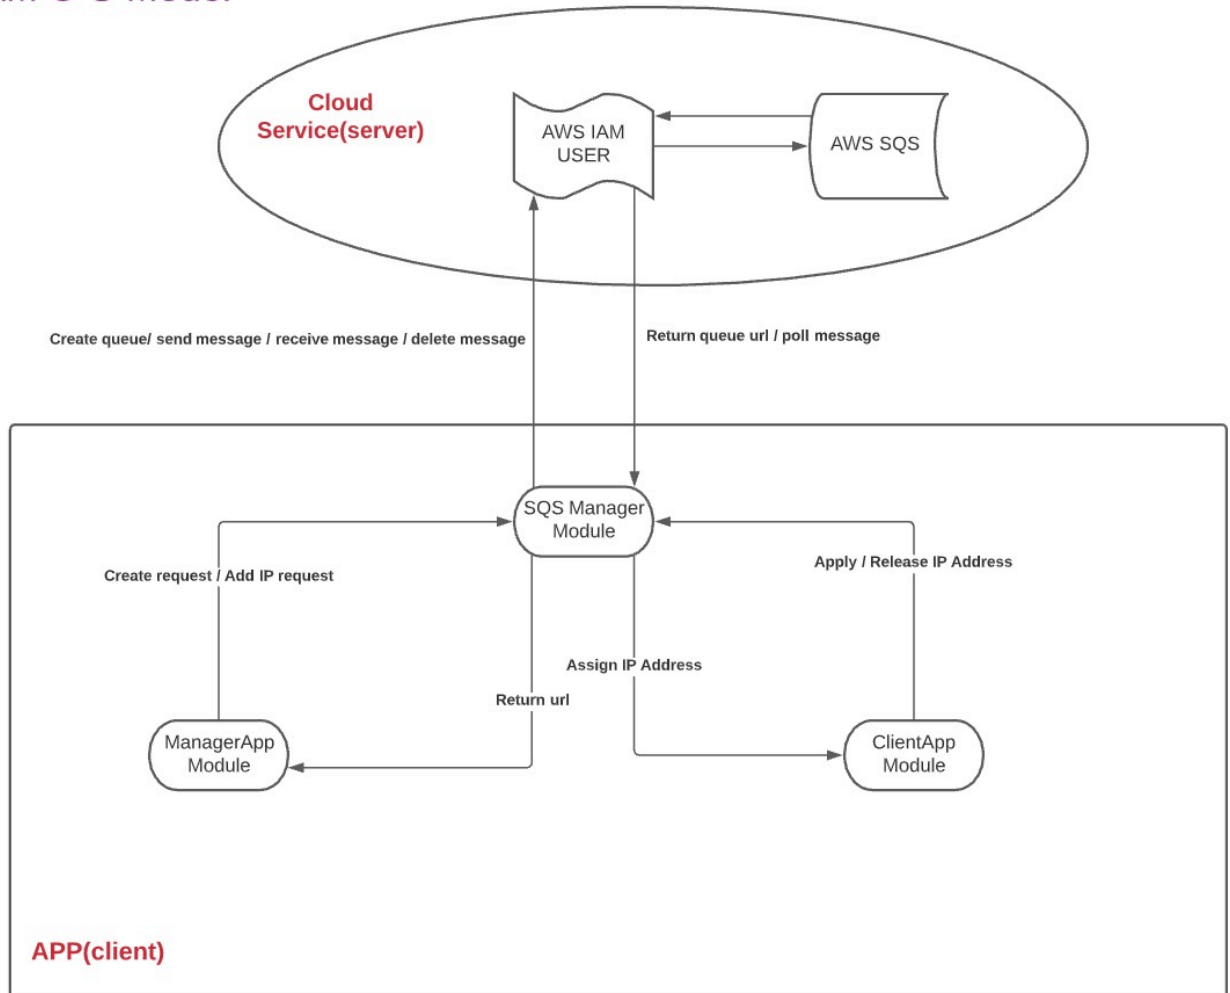 Model
Cloud
Service(server)
AWS IAM
USER
AWS SQS
Create queue/ send message / receive message / delete message
Return queue url / poll message
SQS Manager
Module
Create request / Add IP request
Apply / Release IP Address
Assign IP Address
Return url
ManagerApp
Module
ClientApp
Module
APP(client)